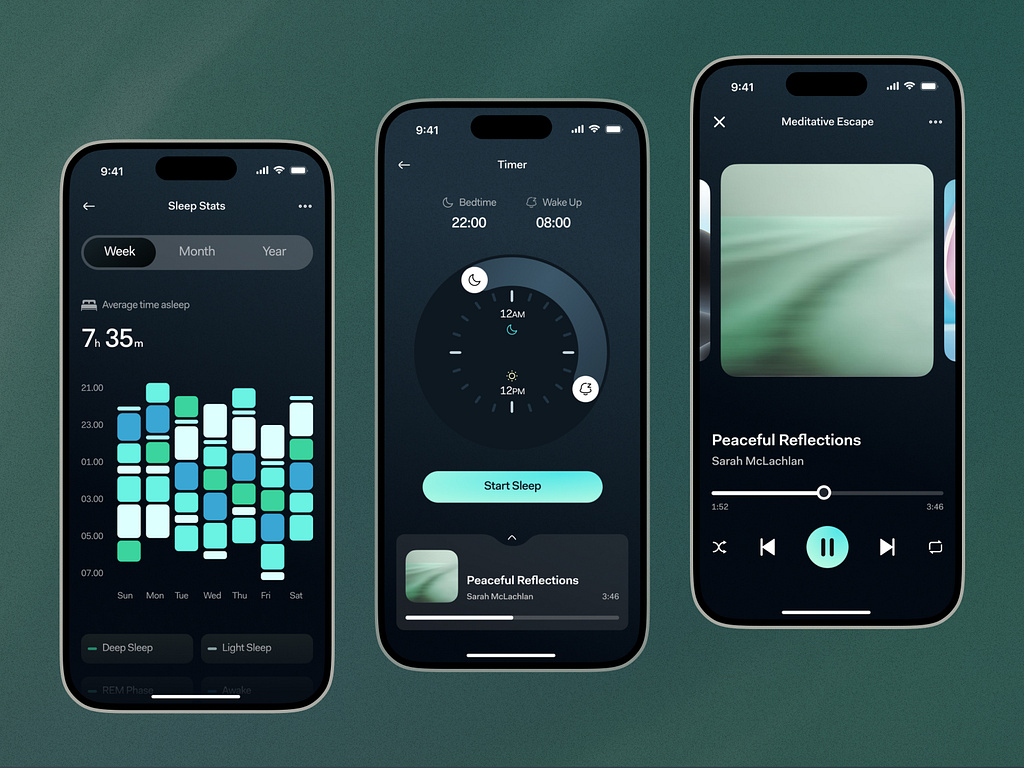 9:41
Sleep Stats
Week Month Year
Average time asleep
7h 35m
21.00
23.00
01.00
03.00
05.00
07.00
Sun Mon Tue Wed Thu Fri Sat
Deep Sleep Light Sleep
REM Phase Awake
9:41
Timer
Bedtime Wake Up
22:00 08:00
12AM
12PM
Start Sleep
Peaceful Reflections
Sarah McLachlan 3:46
9:41
Meditative Escape
Peaceful Reflections
Sarah McLachlan
1:52 3:46